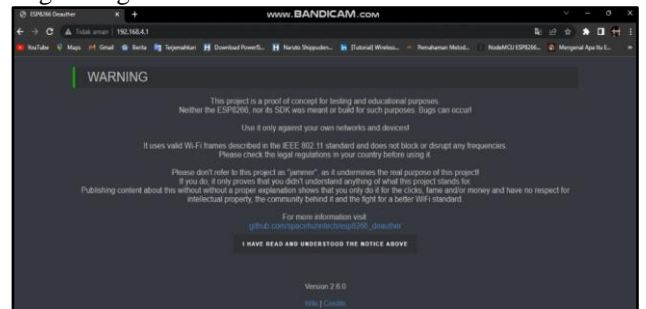 ESP8266 Deauther
www.BANDICAM.com
Tidak aman | 192.168.4.1
YouTube Maps Gmail Berita Terjemahkan Download PowerIS... Naruto Shippuden... [Tutorial] Wireless... Pemahaman Metod... NodeMCU ESP8266... Mengenal Apa Itu E...
WARNING
This project is a proof of concept for testing and educational purposes.
Neither the ESP8266, nor its SDK was meant or build for such purposes. Bugs can occur!
Use it only against your own networks and devices!
It uses valid Wi-Fi frames described in the IEEE 802.11 standard and does not block or disrupt any frequencies.
Please check the legal regulations in your country before using it.
Please don't refer to this project as "jammer", as it undermines the real purpose of this project!
If you do, it only proves that you didn't understand anything of what this project stands for.
Publishing content about this without without a proper explanation shows that you only do it for the clicks, fame and/or money and have no respect for
intellectual property, the community behind it and the fight for a better WiFi standard.
For more information visit:
github.com/spacehuhntech/esp8266_deauther
I HAVE READ AND UNDERSTOOD THE NOTICE ABOVE
Version 2.6.0
Wiki | Credits